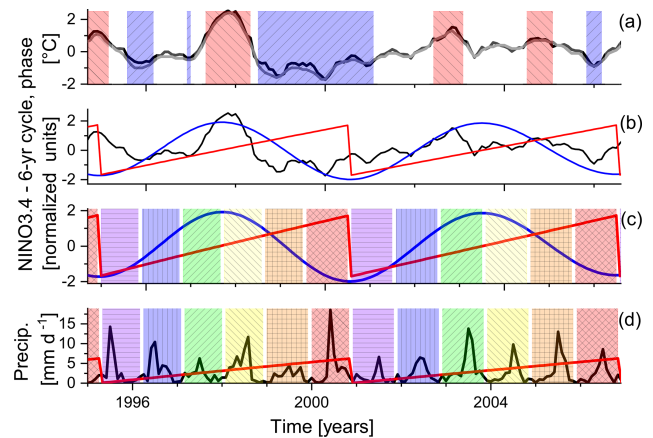 NINO3.4 - 6-yr cycle, phase
[normalized units] [°C]
2
0
-2
(a)
2
0
-2
(b)
2
0
-2
(c)
Precip.
[mm d⁻¹]
15
10
5
0
(d)
1996 2000 2004
Time [years]